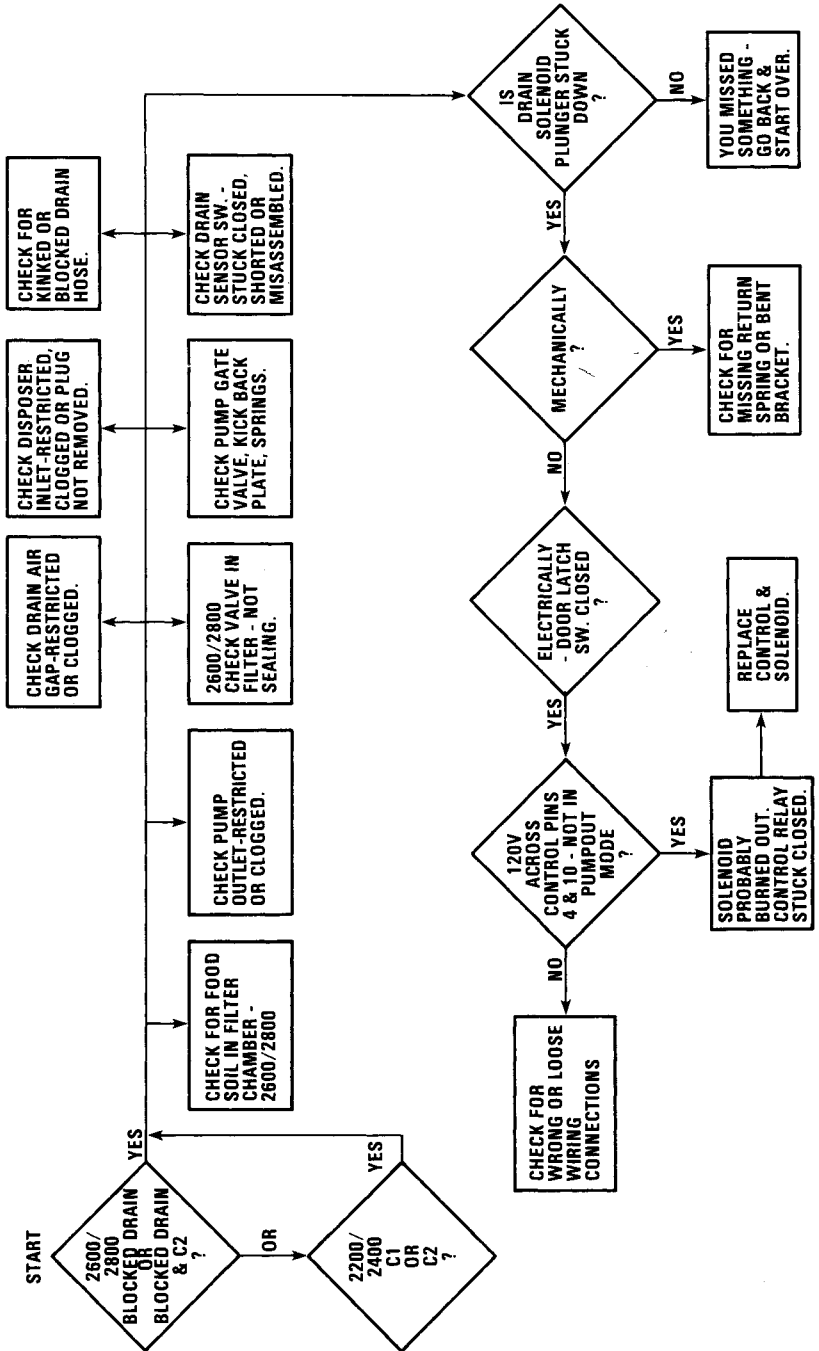 START
2600/
2800
BLOCKED DRAIN
OR
BLOCKED DRAIN
& C2
?
YES
OR
2200/
2400
C1
OR
C2
?
YES
CHECK FOR FOOD
SOIL IN FILTER
CHAMBER -
2600/2800
CHECK PUMP
OUTLET-RESTRICTED
OR CLOGGED.
CHECK DRAIN AIR
GAP-RESTRICTED
OR CLOGGED.
2600/2800
CHECK VALVE IN
FILTER - NOT
SEALING.
CHECK DISPOSER
INLET-RESTRICTED,
CLOGGED OR PLUG
NOT REMOVED.
CHECK PUMP GATE
VALVE, KICK BACK
PLATE, SPRINGS.
CHECK FOR
KINKED OR
BLOCKED DRAIN
HOSE.
CHECK DRAIN
SENSOR SW. -
STUCK CLOSED,
SHORTED OR
MISASSEMBLED.
IS
DRAIN
SOLENOID
PLUNGER STUCK
DOWN
?
NO
YOU MISSED
SOMETHING -
GO BACK &
START OVER.
YES
MECHANICALLY
?
YES
CHECK FOR
MISSING RETURN
SPRING OR BENT
BRACKET.
NO
ELECTRICALLY
- DOOR LATCH
SW. CLOSED
?
YES
120V
ACROSS
CONTROL PINS
4 & 10 - NOT IN
PUMPOUT
MODE
?
YES
SOLENOID
PROBABLY
BURNED OUT.
CONTROL RELAY
STUCK CLOSED.
REPLACE
CONTROL &
SOLENOID.
NO
CHECK FOR
WRONG OR LOOSE
WIRING
CONNECTIONS